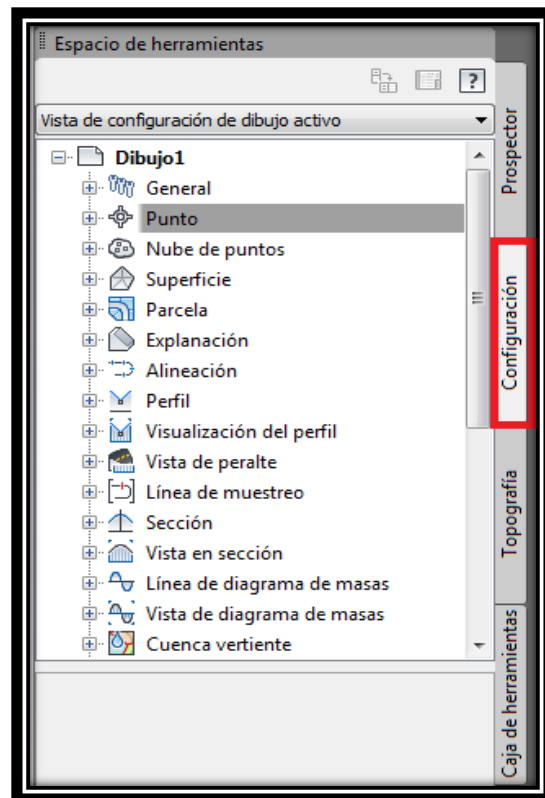 Espacio de herramientas
?
Vista de configuración de dibujo activo
Dibujo1
General
Punto
Nube de puntos
Superficie
Parcela
Explanación
Alineación
Perfil
Visualización del perfil
Vista de peralte
Línea de muestreo
Sección
Vista en sección
Línea de diagrama de masas
Vista de diagrama de masas
Cuenca vertiente
Prospector
Configuración
Topografía
Caja de herramientas